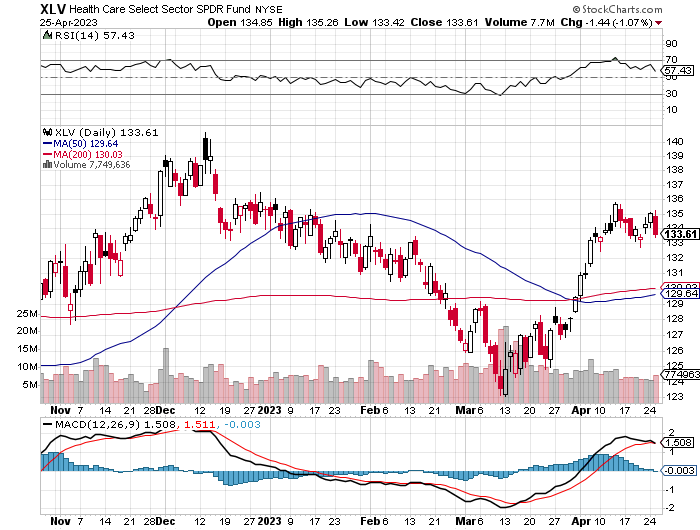 XLV Health Care Select Sector SPDR Fund NYSE © StockCharts.com
25-Apr-2023 Open 134.85 High 135.26 Low 133.42 Close 133.61 Volume 7.7M Chg -1.44 (-1.07%)
RSI(14) 57.43
90
70
57.43
50
30
10
XLV (Daily) 133.61
MA(50) 129.64
MA(200) 130.03
Volume 7,749,636
140
139
138
137
136
135
134
133.61
133
132
131
130.03
129.64
128
127
126
125
124
123
25M
20M
15M
10M
5M
7749636
Nov 7 14 21 28 Dec 12 19 2023 9 17 23 Feb 6 13 21 Mar 6 13 20 27 Apr 10 17 24
MACD(12,26,9) 1.508, 1.511, -0.003
2
1.508
1
-0.003
-1
-2
Nov 7 14 21 28 Dec 12 19 2023 9 17 23 Feb 6 13 21 Mar 6 13 20 27 Apr 10 17 24